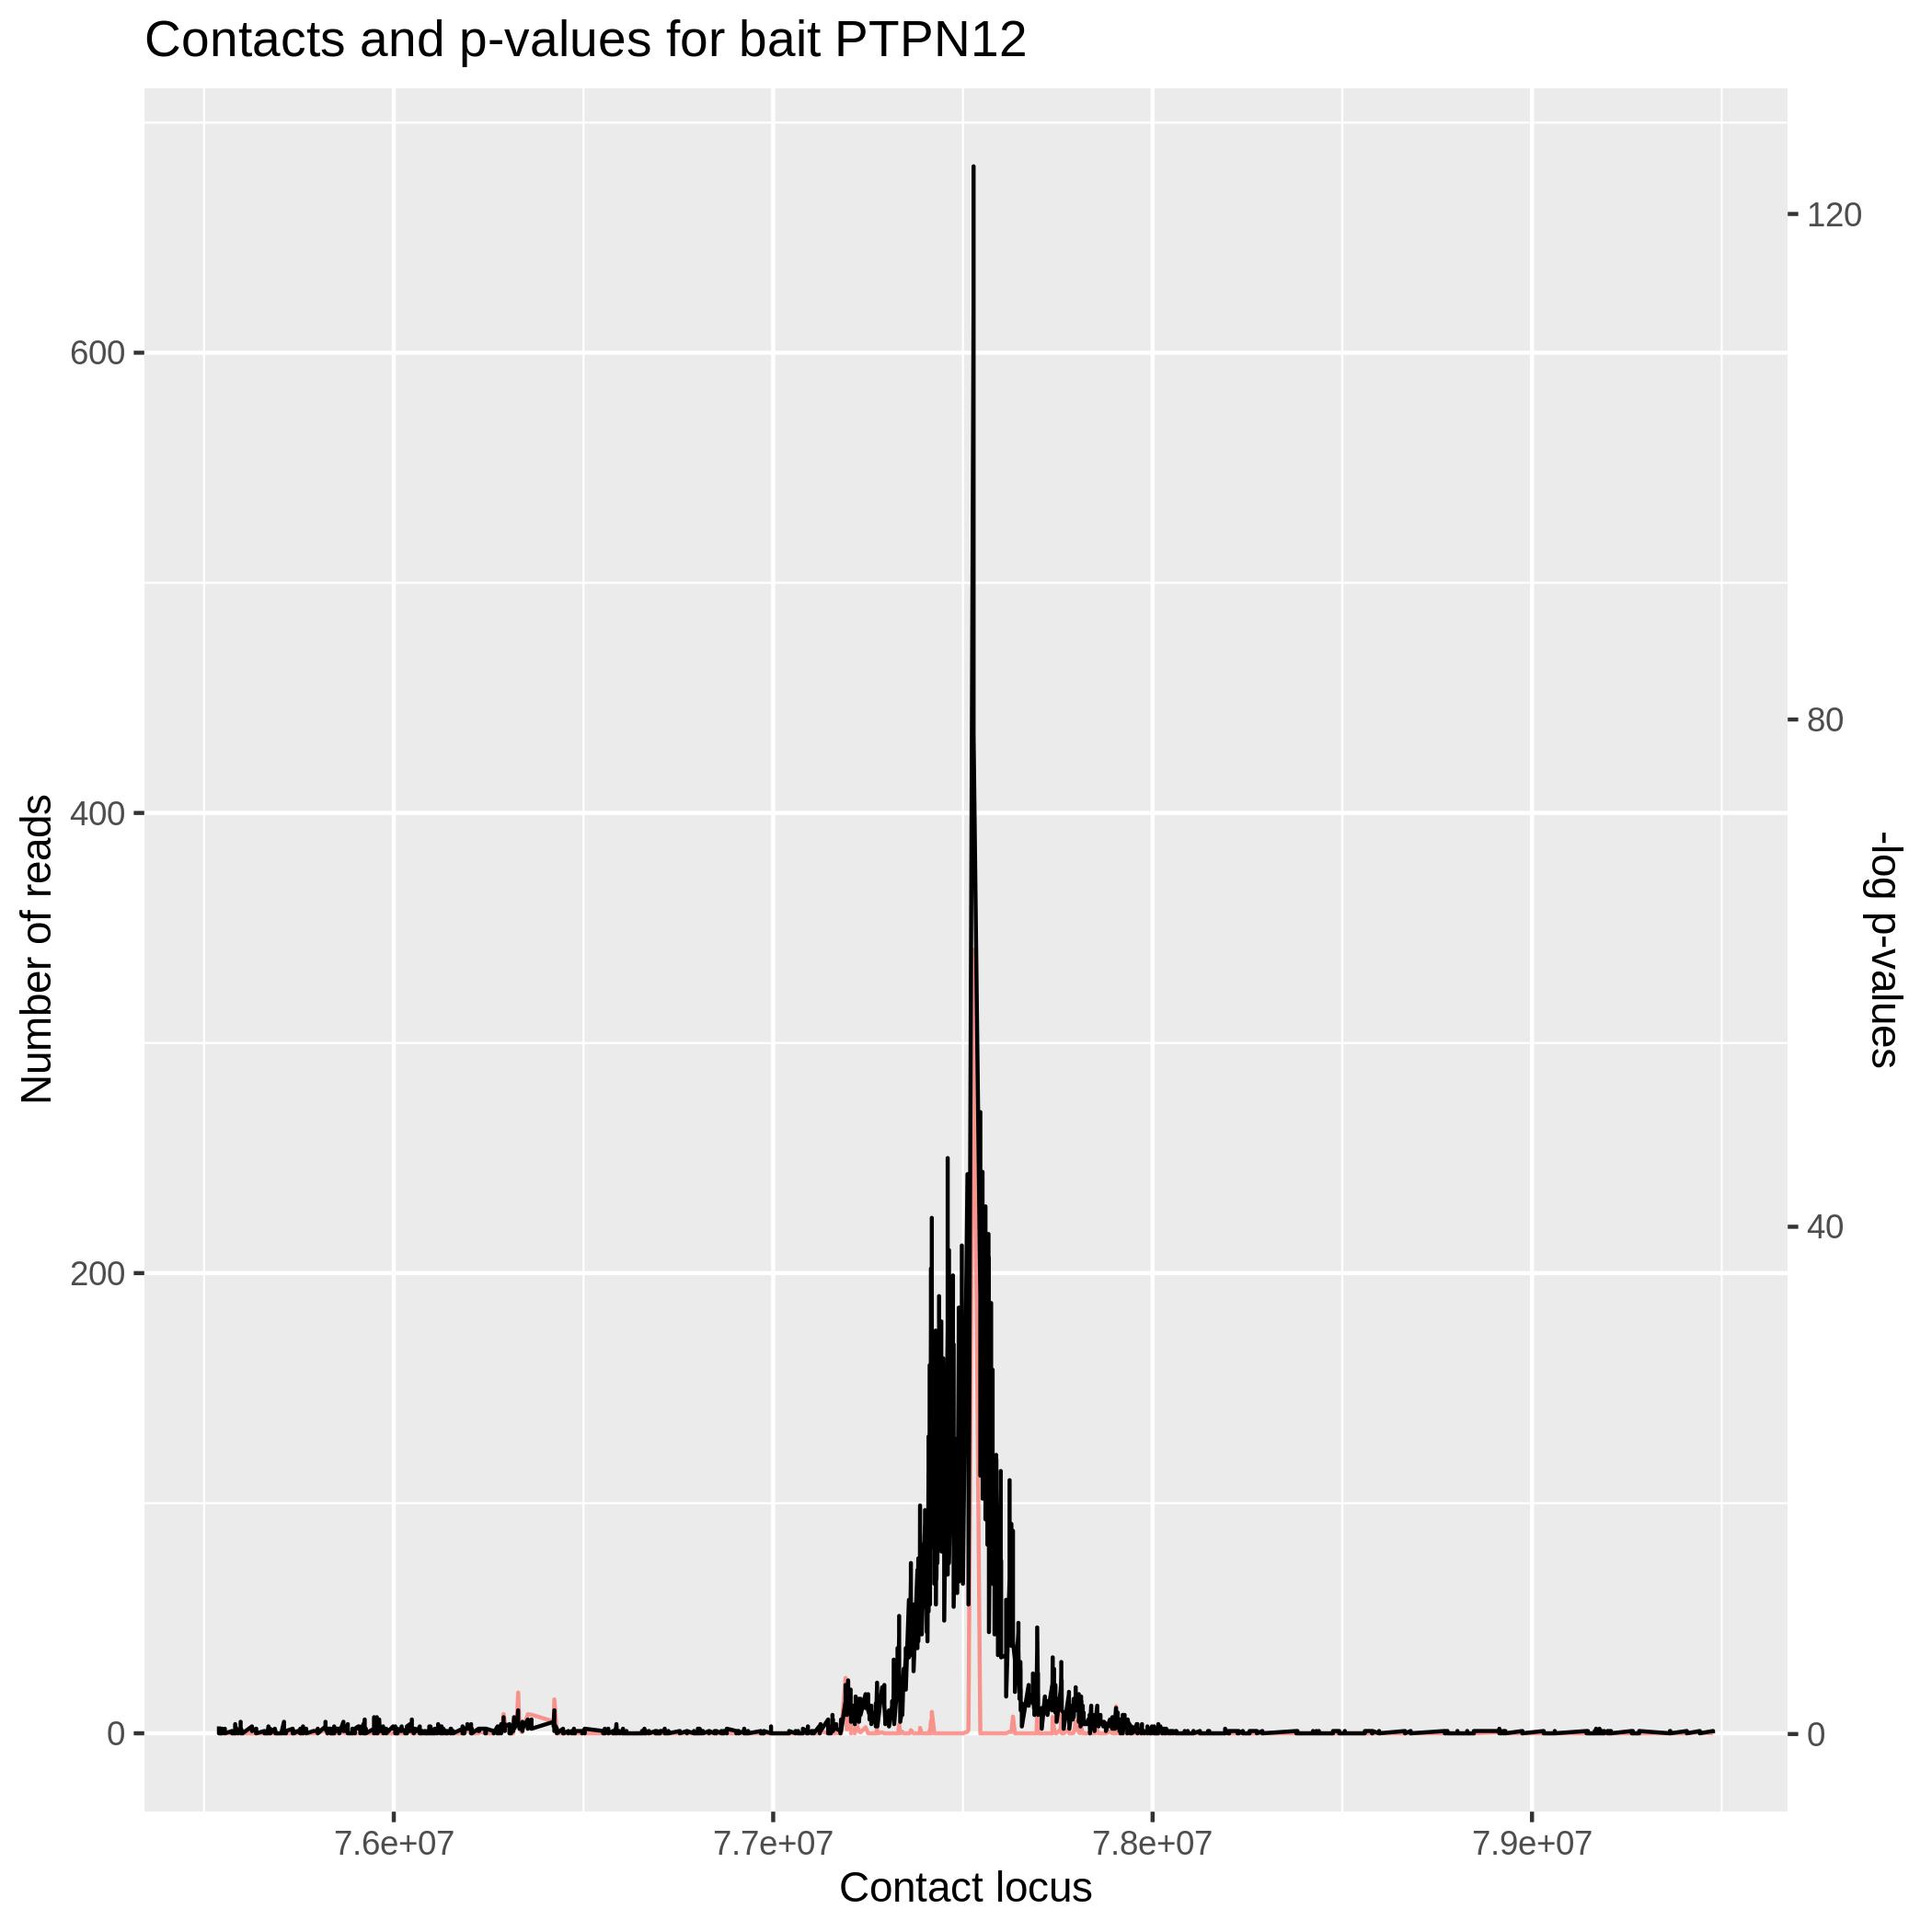 Contacts and p-values for bait PTPN12
Number of reads
600
400
200
0
120
80
40
0
-log p-values
7.6e+07
7.7e+07
7.8e+07
7.9e+07
Contact locus